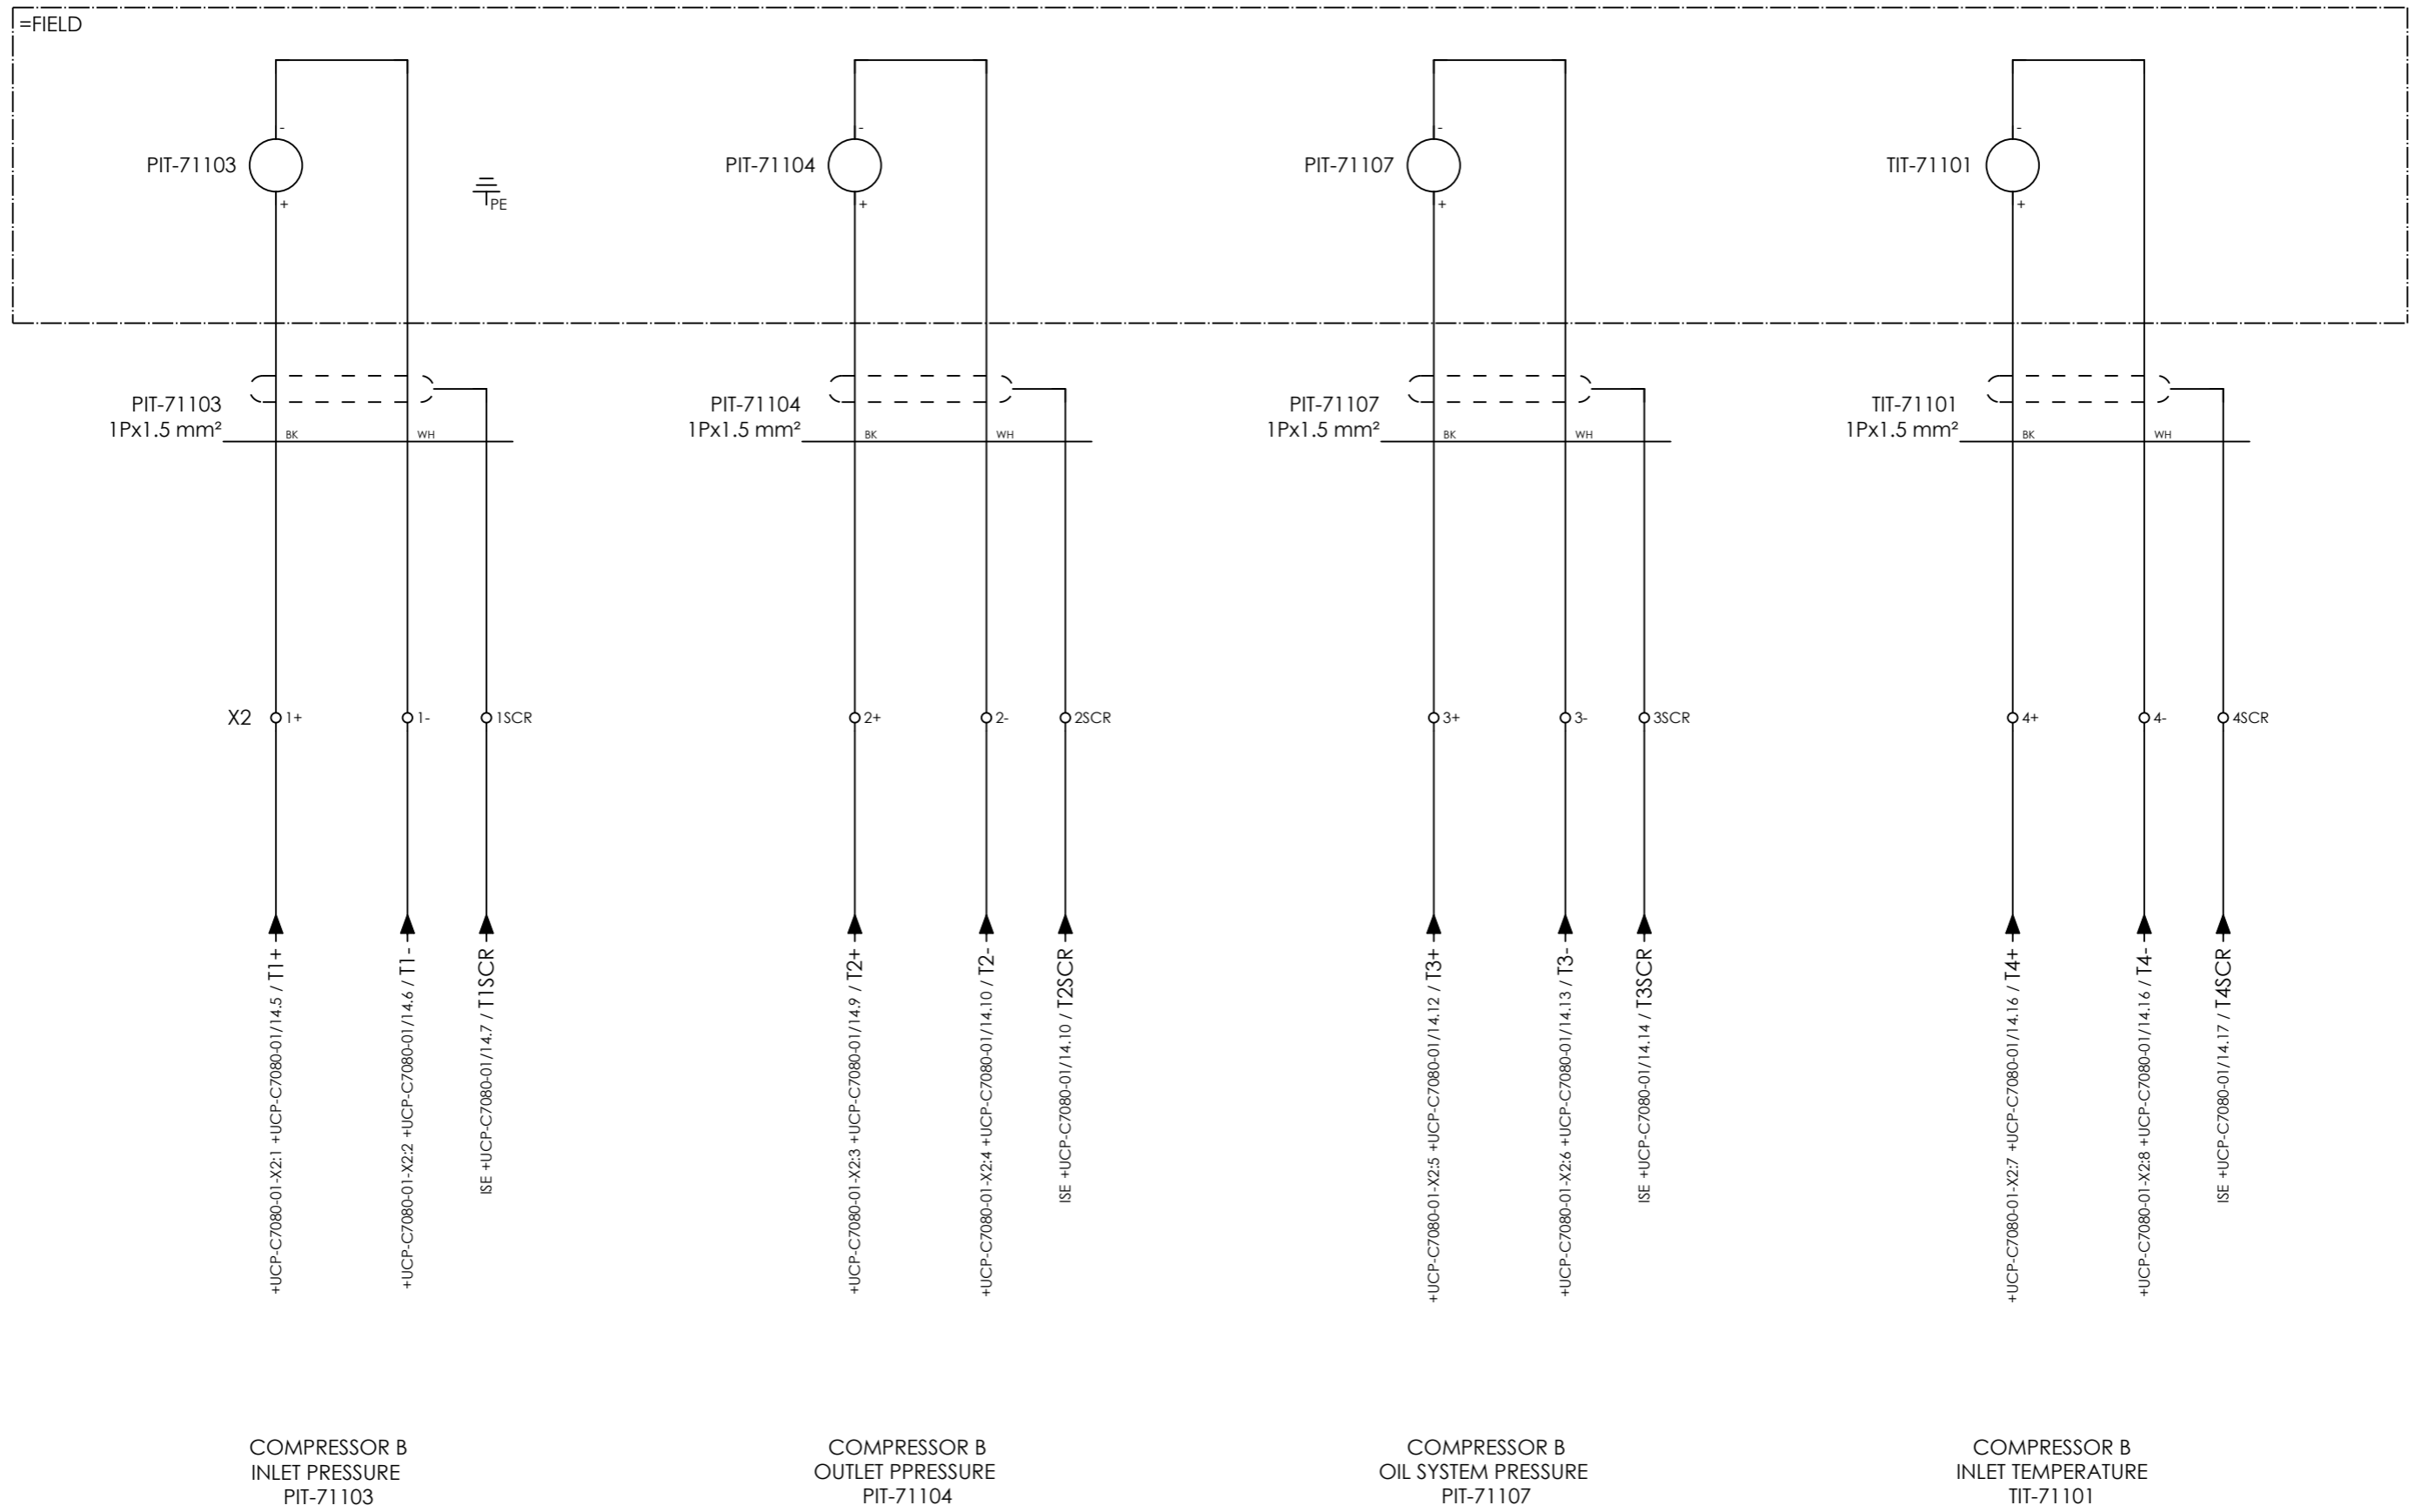 =FIELD
-
-
-
-
PIT-71103
PIT-71104
PIT-71107
TIT-71101
PE
+
+
+
+
PIT-71103
1Px1.5 mm²
BK
WH
PIT-71104
1Px1.5 mm²
BK
WH
PIT-71107
1Px1.5 mm²
BK
WH
TIT-71101
1Px1.5 mm²
BK
WH
X2
1+
1-
1SCR
2+
2-
2SCR
3+
3-
3SCR
4+
4-
4SCR
+UCP-C7080-01-X2:1 +UCP-C7080-01/14.5 / T1+
+UCP-C7080-01-X2:2 +UCP-C7080-01/14.6 / T1-
ISE +UCP-C7080-01/14.7 / T1SCR
+UCP-C7080-01-X2:3 +UCP-C7080-01/14.9 / T2+
+UCP-C7080-01-X2:4 +UCP-C7080-01/14.10 / T2-
ISE +UCP-C7080-01/14.10 / T2SCR
+UCP-C7080-01-X2:5 +UCP-C7080-01/14.12 / T3+
+UCP-C7080-01-X2:6 +UCP-C7080-01/14.13 / T3-
ISE +UCP-C7080-01/14.14 / T3SCR
+UCP-C7080-01-X2:7 +UCP-C7080-01/14.16 / T4+
+UCP-C7080-01-X2:8 +UCP-C7080-01/14.16 / T4-
ISE +UCP-C7080-01/14.17 / T4SCR
COMPRESSOR B
INLET PRESSURE
PIT-71103
COMPRESSOR B
OUTLET PPRESSURE
PIT-71104
COMPRESSOR B
OIL SYSTEM PRESSURE
PIT-71107
COMPRESSOR B
INLET TEMPERATURE
TIT-71101